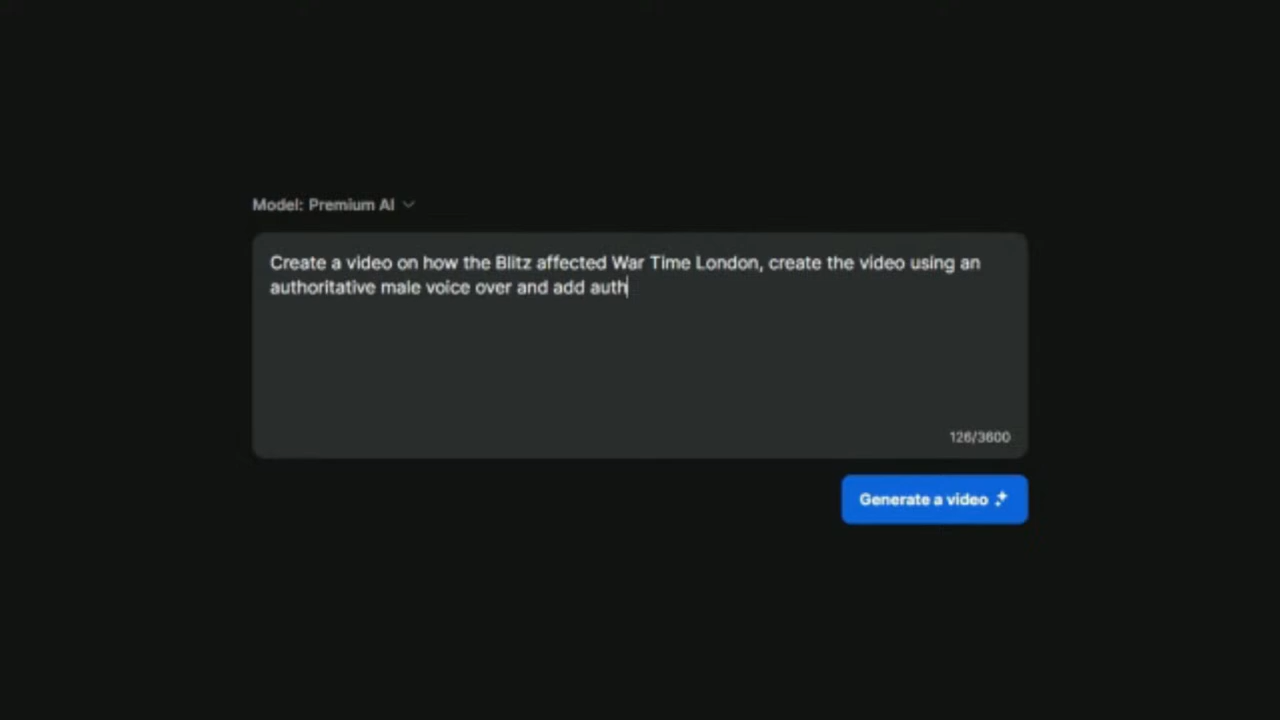 Model: Premium AI
Create a video on how the Blitz affected War Time London, create the video using an
authoritative male voice over and add auth
126/3600
Generate a video